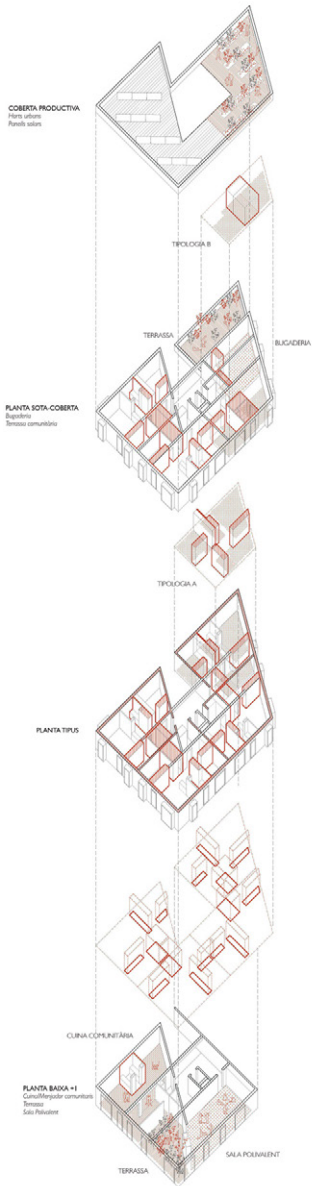 COBERTA PRODUCTIVA
Horts urbans
Panells solars
TIPOLOGIA B
TERRASSA
BUGADERIA
PLANTA SOTA-COBERTA
Bugaderia
Terrassa comunitària
TIPOLOGIA A
PLANTA TIPUS
CUINA COMUNITÀRIA
PLANTA BAIXA +1
Cuina/Menjador comunitaris
Terrassa
Sala Polivalent
SALA POLIVALENT
TERRASSA